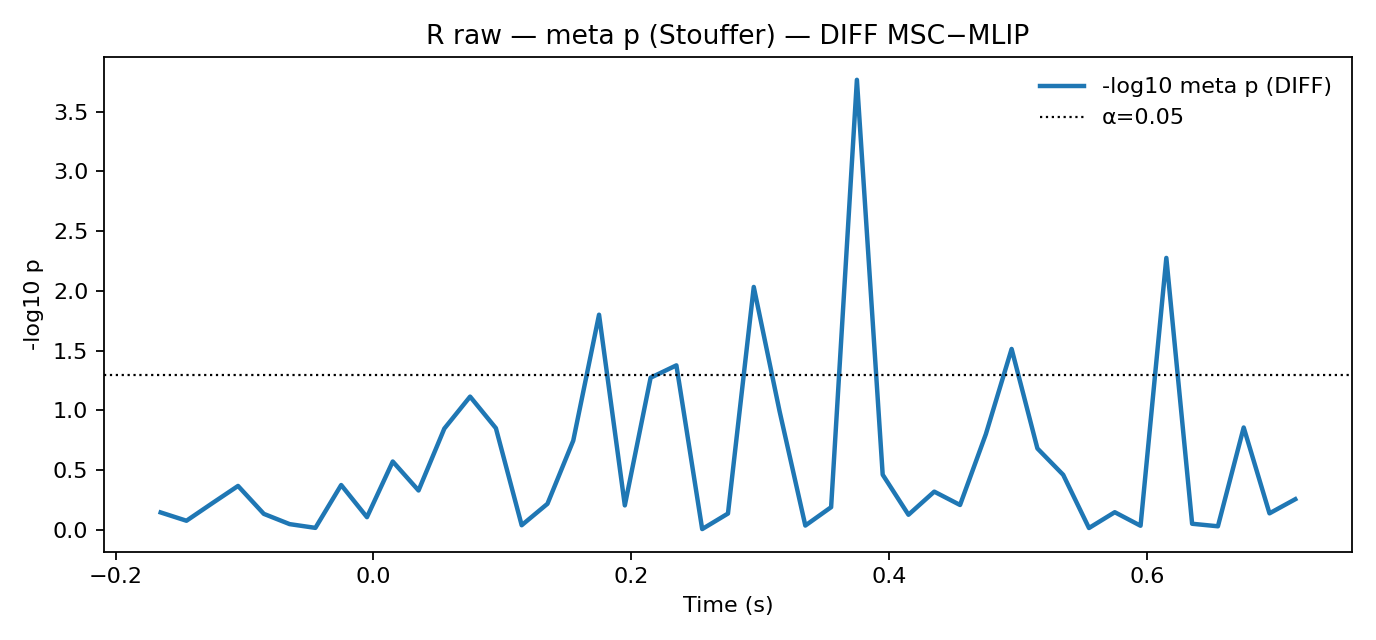 R raw — meta p (Stouffer) — DIFF MSC−MLIP
-log10 meta p (DIFF)
α=0.05
3.5
3.0
2.5
2.0
1.5
1.0
0.5
0.0
-log10 p
−0.2
0.0
0.2
0.4
0.6
Time (s)